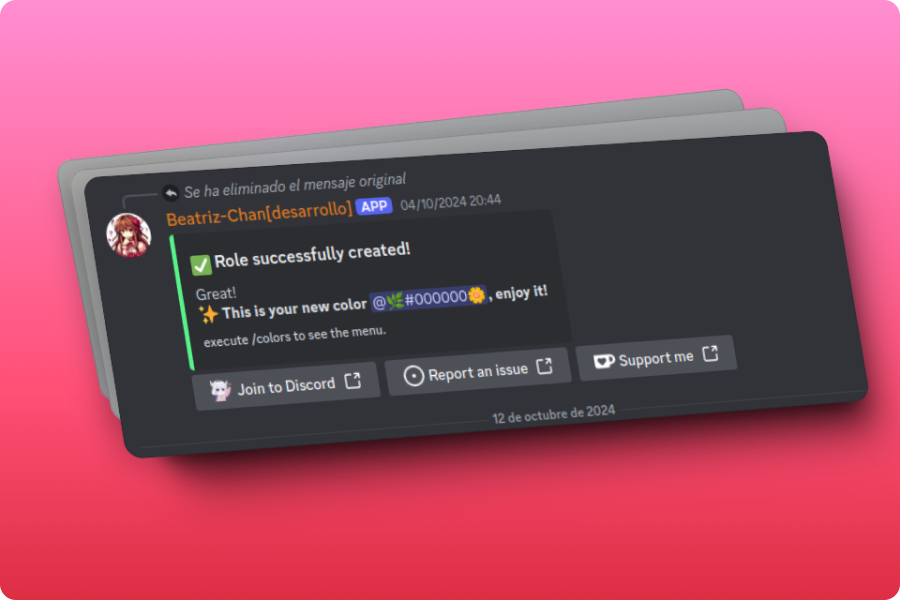 Se ha eliminado el mensaje original
Beatriz-Chan[desarrollo] APP 04/10/2024 20:44
✅ Role successfully created!
Great!
✨ This is your new color @🌿#000000🌼, enjoy it!
execute /colors to see the menu.
Join to Discord Report an issue Support me
12 de octubre de 2024